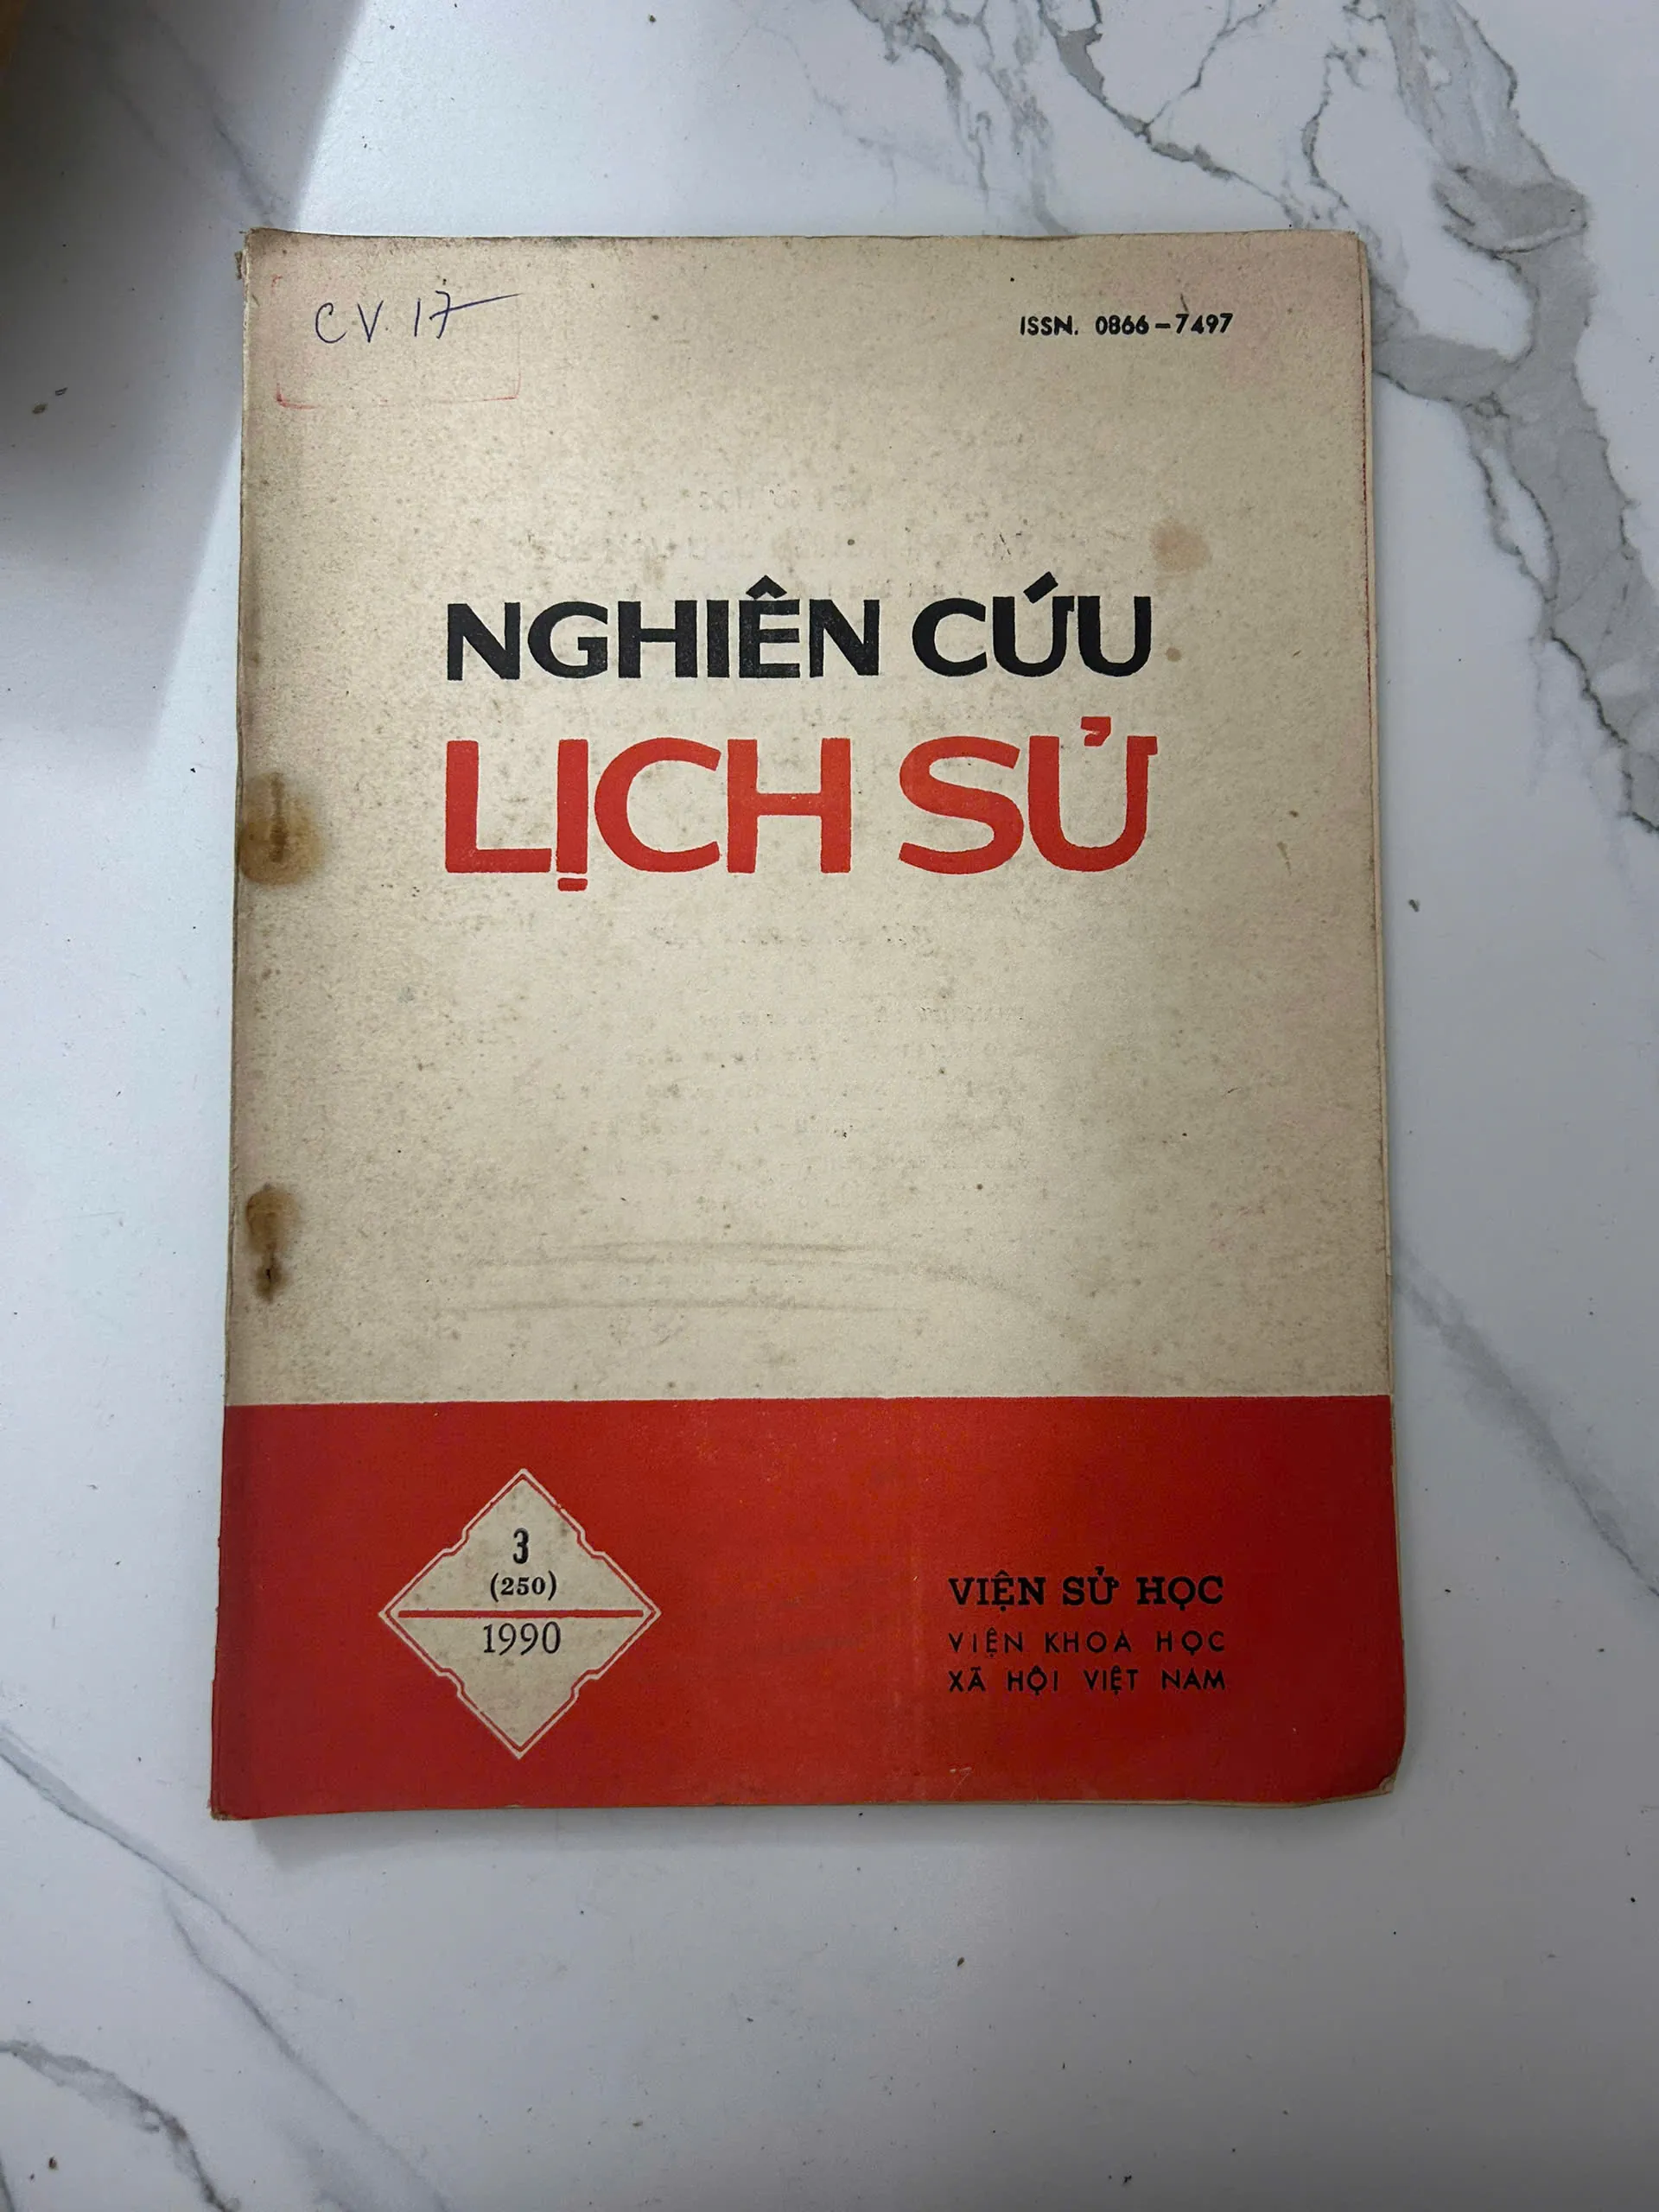 CV. 17
ISSN. 0866-7497
NGHIÊN CỨU
LỊCH SỬ
3
(250)
1990
VIỆN SỬ HỌC
VIỆN KHOA HỌC
XÃ HỘI VIỆT NAM